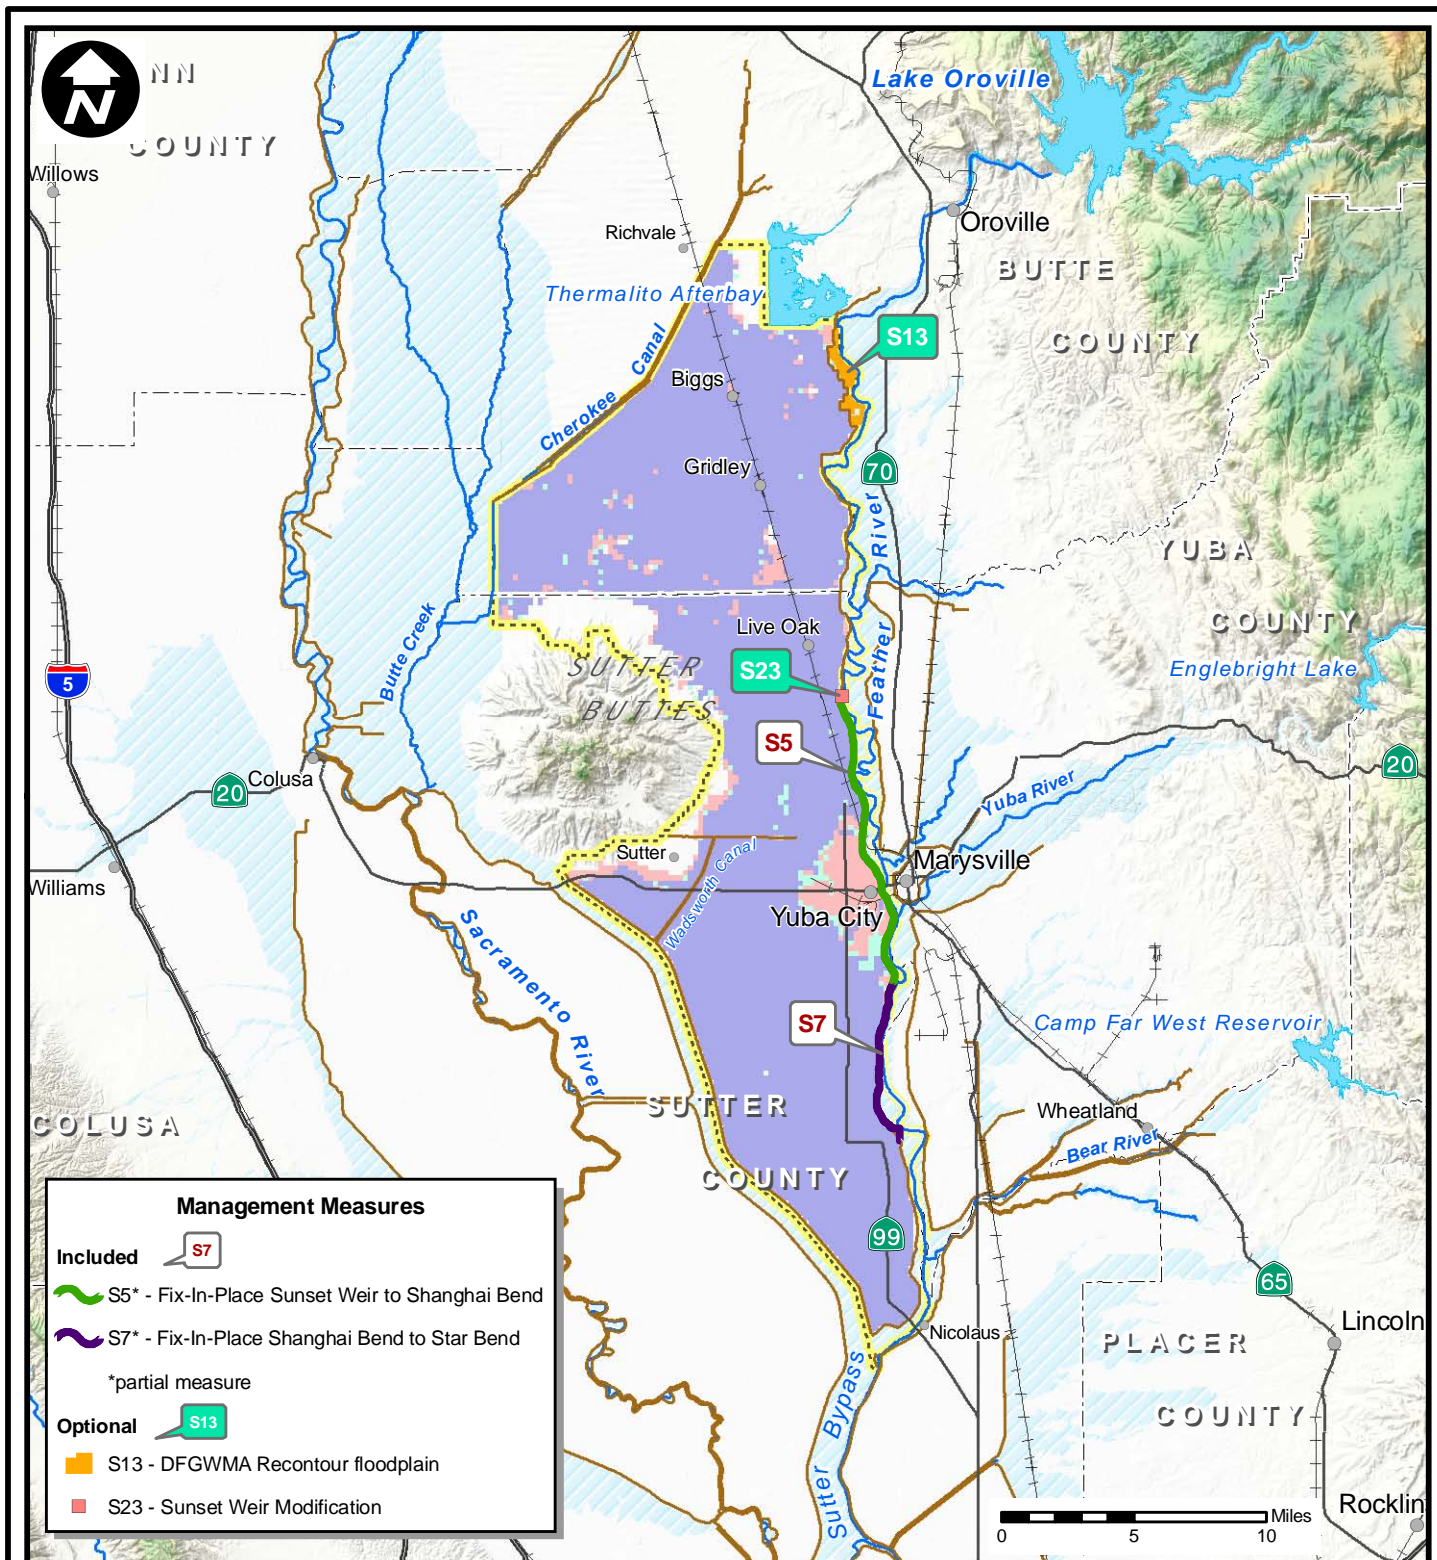 N
NN
COUNTY
Lake Oroville
Willows
Richvale
Oroville
BUTTE
COUNTY
Thermalito Afterbay
S13
Cherokee Canal
Biggs
Gridley
70
Feather River
YUBA
COUNTY
Englebright Lake
Butte Creek
Live Oak
SUTTER
BUTTES
S23
5
S5
20
Colusa
20
Yuba River
Sutter
Wadsworth Canal
Marysville
Williams
Yuba City
Sacramento River
S7
Camp Far West Reservoir
COLUSA
SUTTER
COUNTY
Wheatland
Bear River
99
65
Nicolaus
PLACER
COUNTY
Lincoln
Sutter Bypass
Rocklin
Management Measures
Included S7
S5* - Fix-In-Place Sunset Weir to Shanghai Bend
S7* - Fix-In-Place Shanghai Bend to Star Bend
*partial measure
Optional S13
S13 - DFGWMA Recontour floodplain
S23 - Sunset Weir Modification
Miles
0 5 10